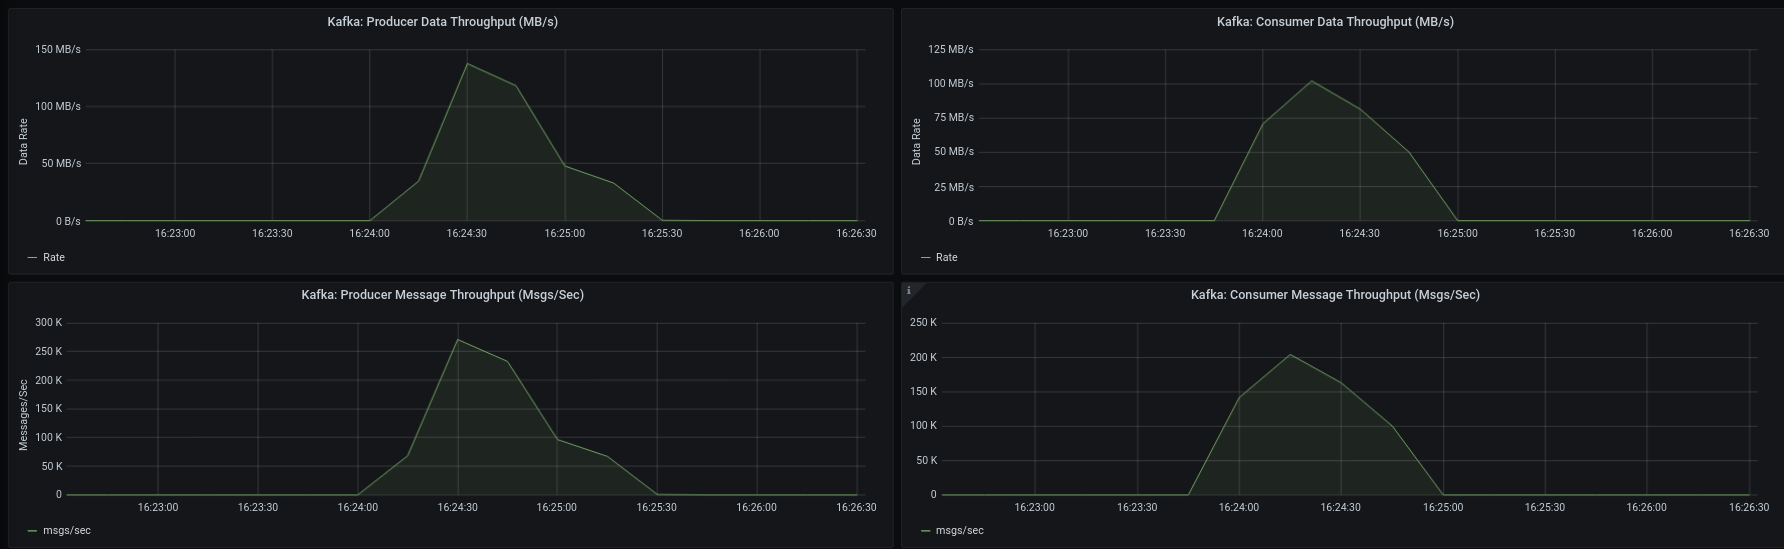 Kafka: Producer Data Throughput (MB/s)
150 MB/s
100 MB/s
50 MB/s
0 B/s
Data Rate
16:23:00 16:23:30 16:24:00 16:24:30 16:25:00 16:25:30 16:26:00 16:26:30
Rate
Kafka: Consumer Data Throughput (MB/s)
125 MB/s
100 MB/s
75 MB/s
50 MB/s
25 MB/s
0 B/s
Data Rate
16:23:00 16:23:30 16:24:00 16:24:30 16:25:00 16:25:30 16:26:00 16:26:30
Rate
Kafka: Producer Message Throughput (Msgs/Sec)
300 K
250 K
200 K
150 K
100 K
50 K
0
Messages/Sec
16:23:00 16:23:30 16:24:00 16:24:30 16:25:00 16:25:30 16:26:00 16:26:30
msgs/sec
i
Kafka: Consumer Message Throughput (Msgs/Sec)
250 K
200 K
150 K
100 K
50 K
0
16:23:00 16:23:30 16:24:00 16:24:30 16:25:00 16:25:30 16:26:00 16:26:30
msgs/sec